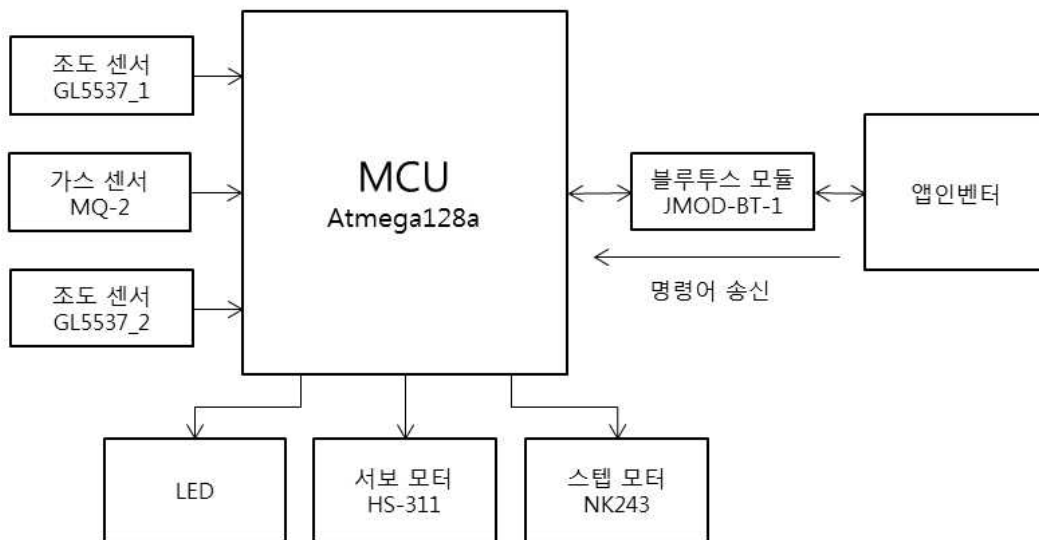 조도 센서
GL5537_1
가스 센서
MQ-2
조도 센서
GL5537_2
MCU
Atmega128a
블루투스 모듈
JMOD-BT-1
앱인벤터
명령어 송신
LED
서보 모터
HS-311
스텝 모터
NK243